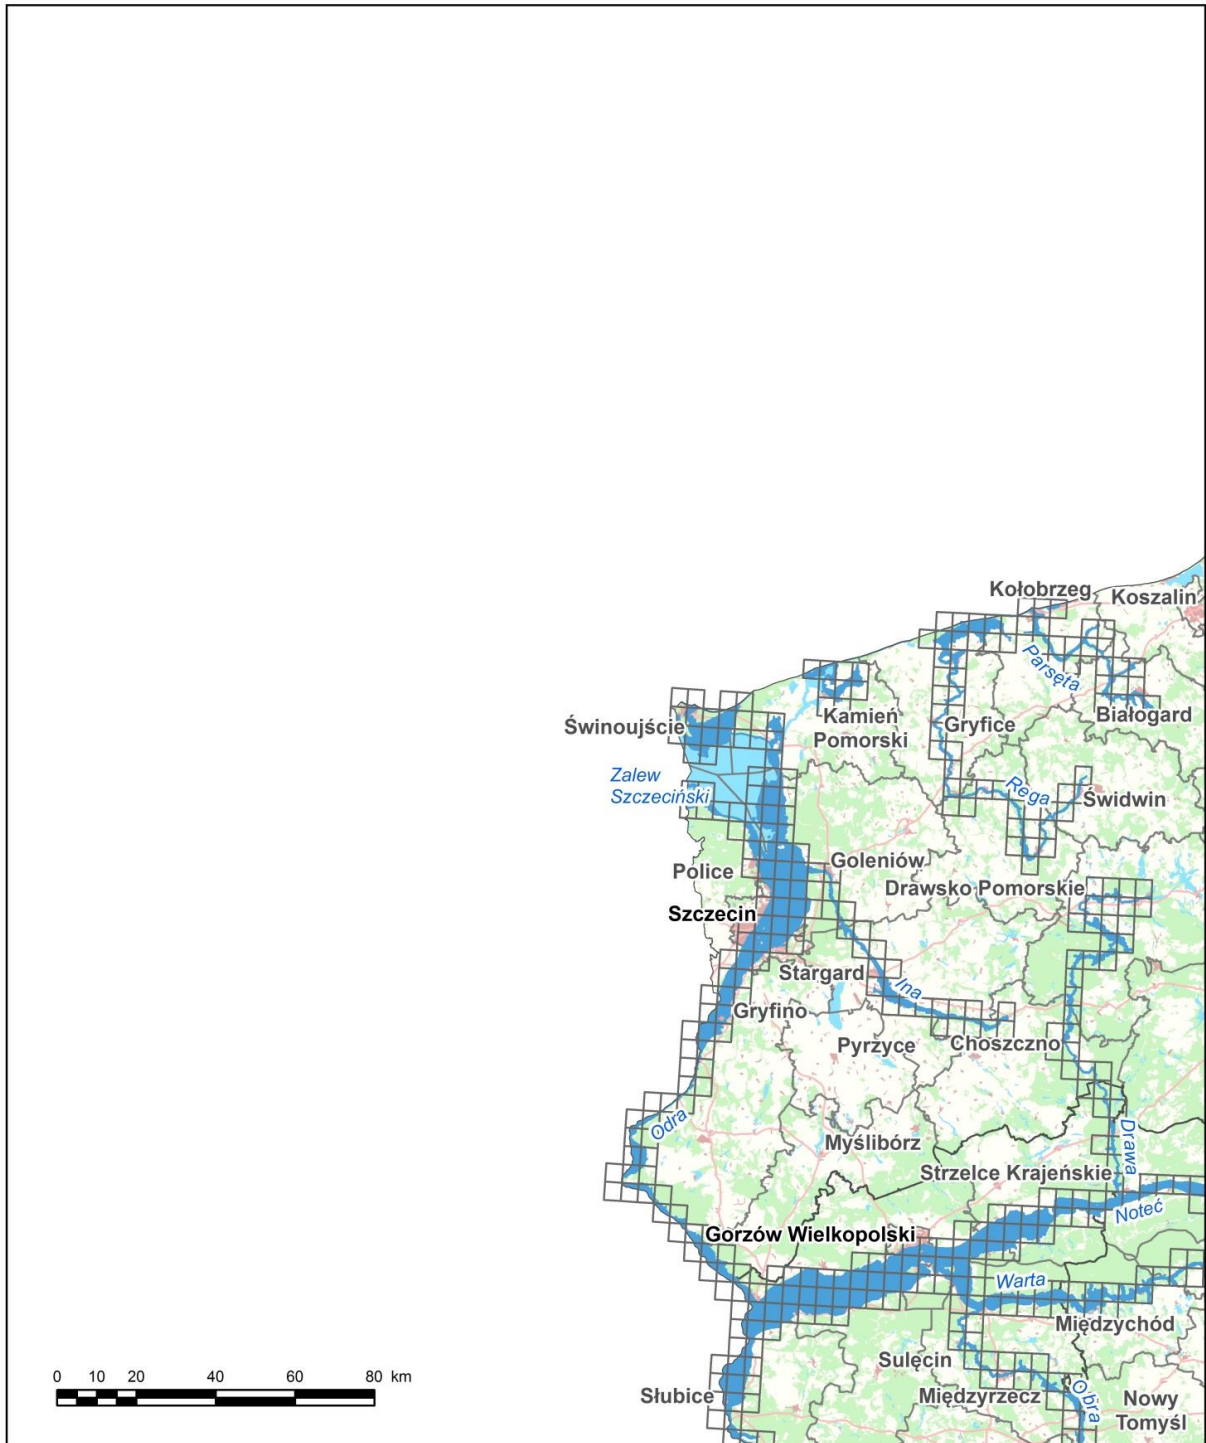 Kołobrzeg
Koszalin
Parsęta
Białogard
Kamień
Pomorski
Gryfice
Świnoujście
Zalew
Szczeciński
Rega
Świdwin
Goleniów
Police
Drawsko Pomorskie
Szczecin
Stargard
Ina
Gryfino
Pyrzyce
Choszczno
Odra
Myślibórz
Drawa
Strzelce Krajeńskie
Noteć
Gorzów Wielkopolski
Warta
Międzychód
Sulęcin
Słubice
Międzyrzecz
Obra
Nowy
Tomyśl
0 10 20 40 60 80 km